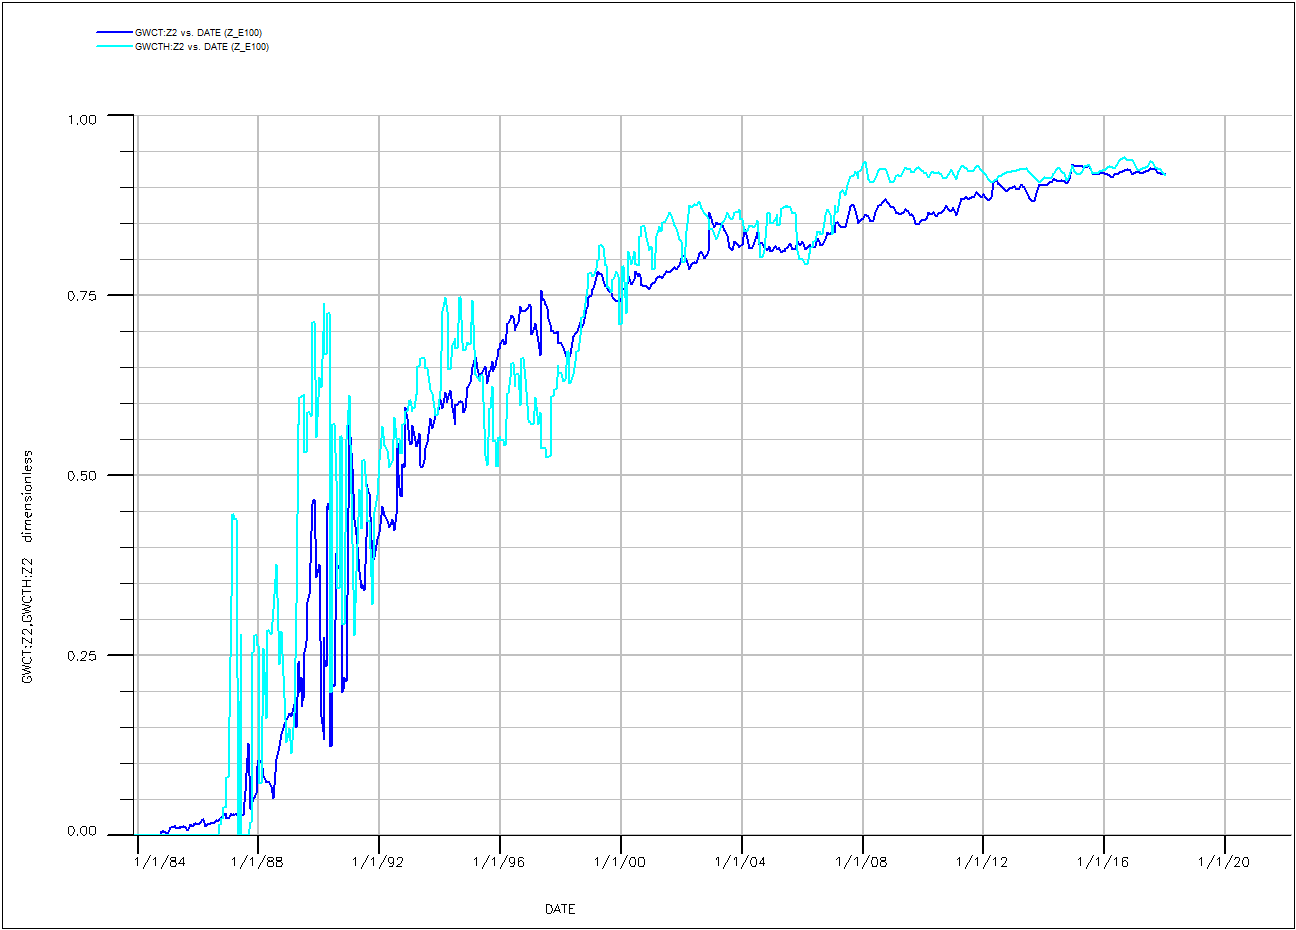 GWCT:Z2 vs. DATE (Z_E100)
GWCTH:Z2 vs. DATE (Z_E100)
1.00
0.75
0.50
0.25
0.00
GWCT:Z2,GWCTH:Z2 dimensionless
1/1/84 1/1/88 1/1/92 1/1/96 1/1/00 1/1/04 1/1/08 1/1/12 1/1/16 1/1/20
DATE